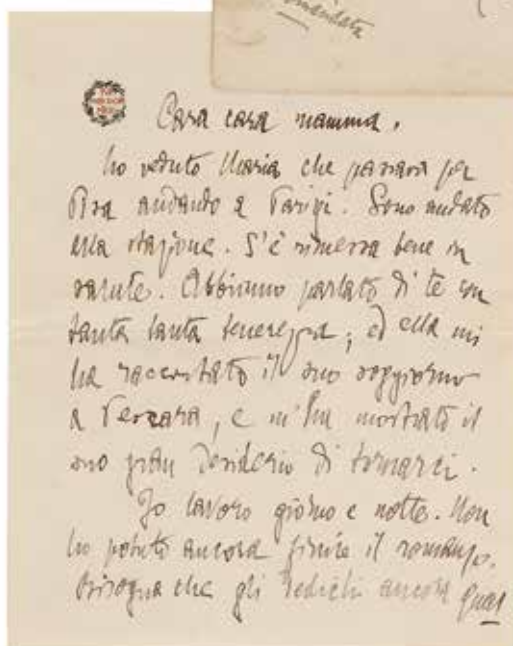 Cara cara mamma,
ho veduto Maria che passava per
Pisa andando a Parigi. Sono andato
alla stazione. S'è rimessa bene in
salute. Abbiamo parlato di te con
tanta tanta tenerezza; ed ella mi
ha raccontato il suo soggiorno
a Pescara, e m'ha mostrato il
suo gran desiderio di tornarci.
Io lavoro giorno e notte. Non
ho potuto ancora finire il romanzo.
Bisogna che gli dedichi ancora